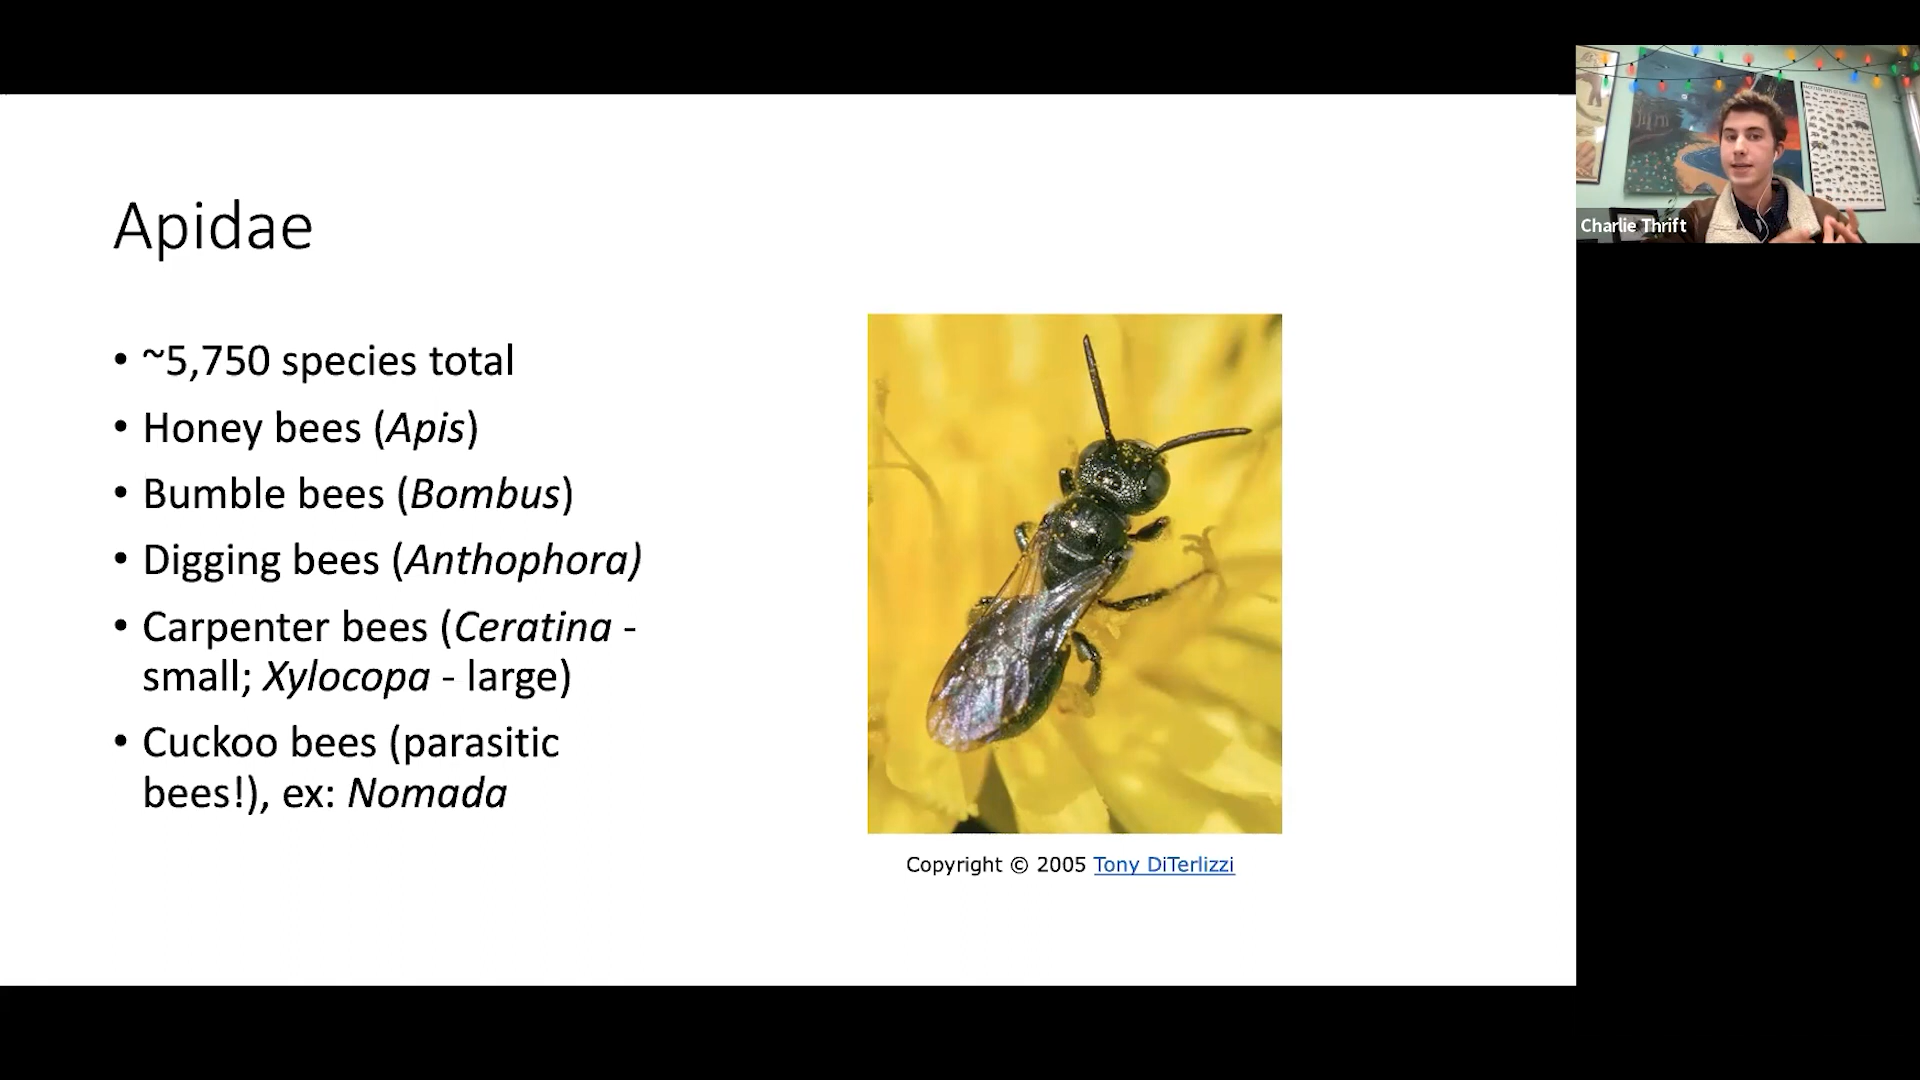 Apidae
• ~5,750 species total
• Honey bees (Apis)
• Bumble bees (Bombus)
• Digging bees (Anthophora)
• Carpenter bees (Ceratina -
small; Xylocopa - large)
• Cuckoo bees (parasitic
bees!), ex: Nomada
Copyright © 2005 Tony DiTerlizzi
Charlie Thrift